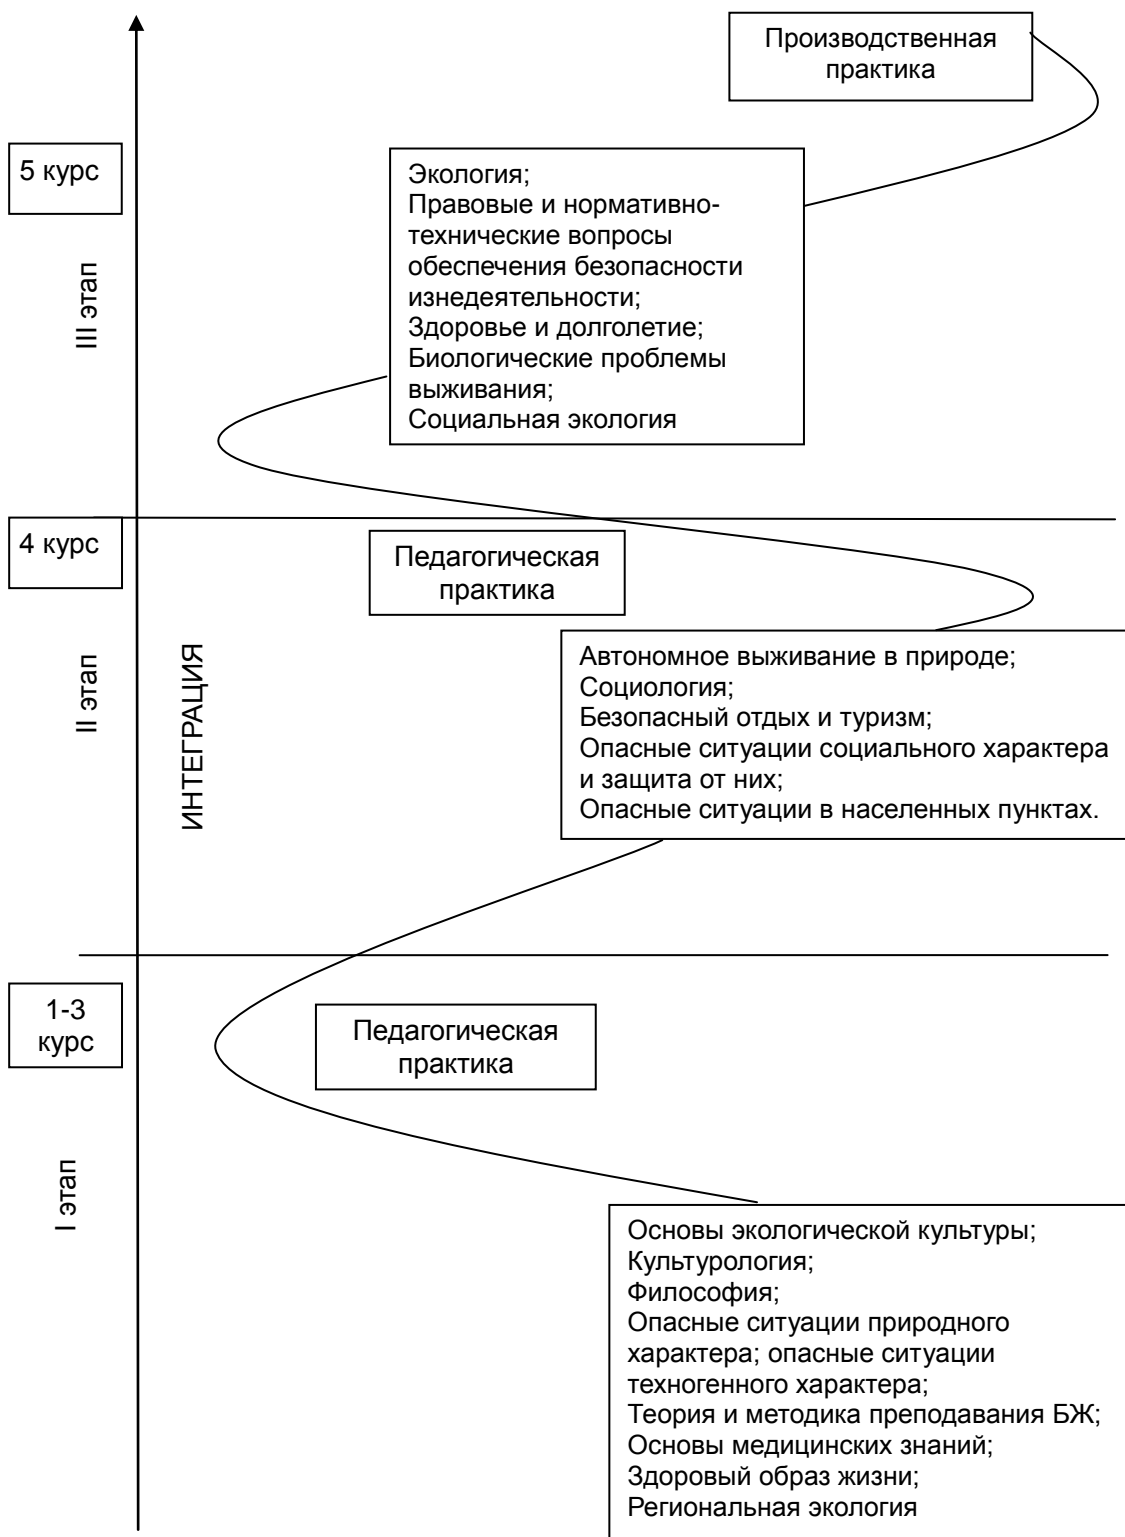 Производственная
практика
5 курс
Экология;
Правовые и нормативно-
технические вопросы
обеспечения безопасности
изнедеятельности;
Здоровье и долголетие;
Биологические проблемы
выживания;
Социальная экология
III этап
4 курс
Педагогическая
практика
Автономное выживание в природе;
Социология;
Безопасный отдых и туризм;
Опасные ситуации социального характера
и защита от них;
Опасные ситуации в населенных пунктах.
II этап
ИНТЕГРАЦИЯ
1-3
курс
Педагогическая
практика
I этап
Основы экологической культуры;
Культурология;
Философия;
Опасные ситуации природного
характера; опасные ситуации
техногенного характера;
Теория и методика преподавания БЖ;
Основы медицинских знаний;
Здоровый образ жизни;
Региональная экология